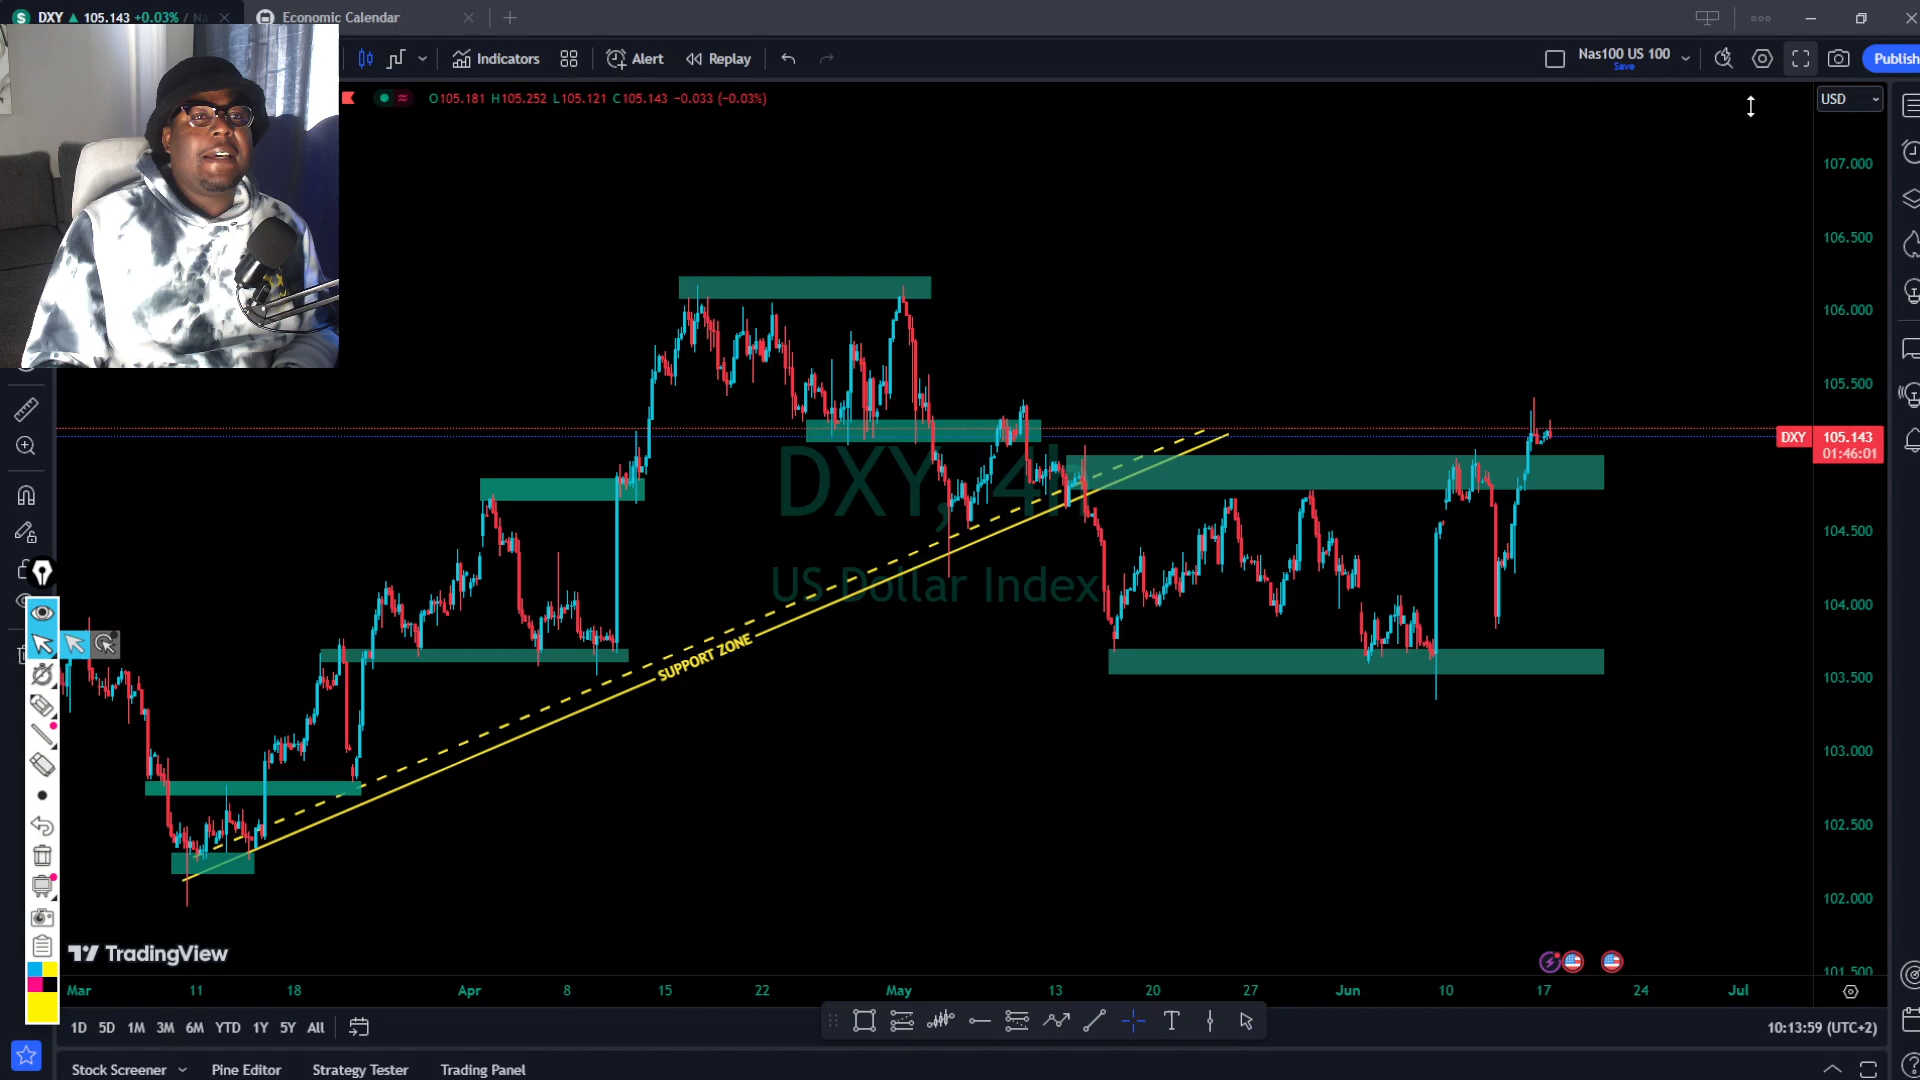 DXY ▲ 105.143 +0.03% /
Economic Calendar
Indicators
Alert
Replay
Nas100 US 100
Save
Publish
O105.181 H105.252 L105.121 C105.143 −0.033 (−0.03%)
USD
107.000
106.500
106.000
105.500
DXY 105.143
01:46:01
104.500
104.000
103.500
103.000
102.500
102.000
101.500
DXY, 4h
US Dollar Index
SUPPORT ZONE
TradingView
Mar 11 18 Apr 8 15 22 May 13 20 27 Jun 10 17 24 Jul
1D 5D 1M 3M 6M YTD 1Y 5Y All
10:13:59 (UTC+2)
Stock Screener Pine Editor Strategy Tester Trading Panel